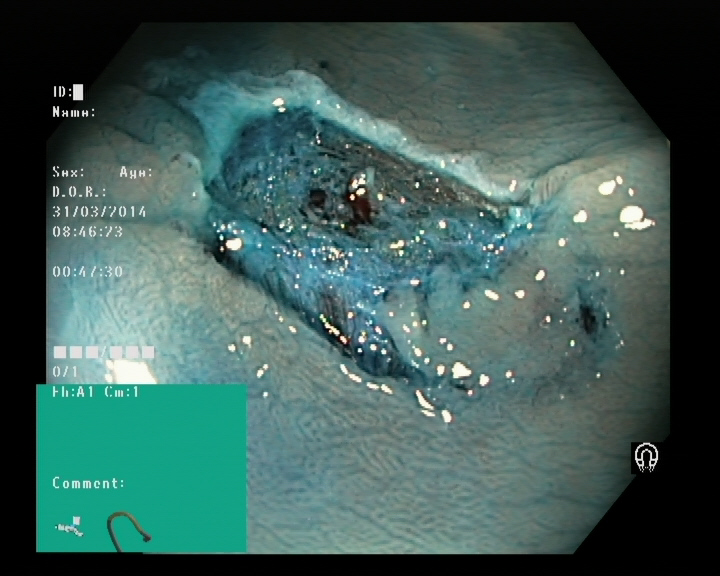 ID:
Name:
Sex: Age:
D.O.B.:
31/03/2014
08:46:23
00:47:30
0/1
Eh:A1 Cm:1
Comment: